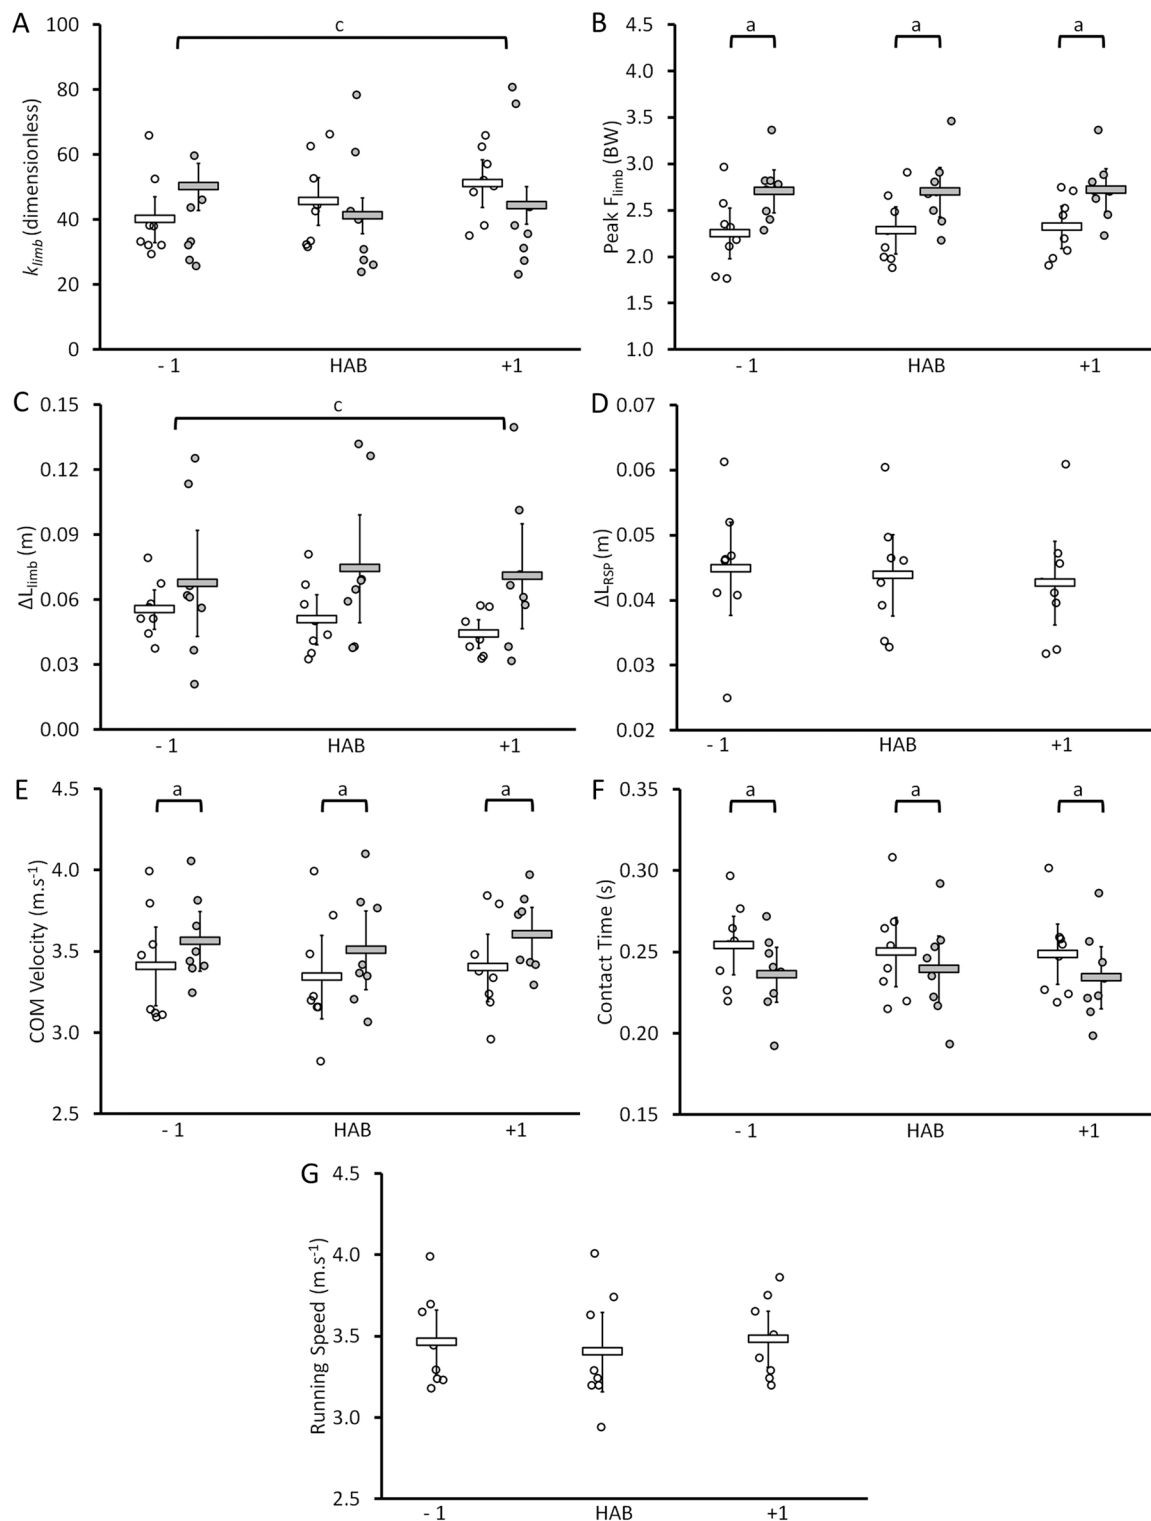 A
100
80
60
40
20
0
k_limb (dimensionless)
c
- 1
HAB
+1
B
4.5
4.0
3.5
3.0
2.5
2.0
1.5
1.0
Peak F_limb (BW)
a
a
a
- 1
HAB
+1
C
0.15
0.12
0.09
0.06
0.03
0.00
ΔL_limb (m)
c
- 1
HAB
+1
D
0.07
0.06
0.05
0.04
0.03
0.02
ΔL_RSP (m)
- 1
HAB
+1
E
4.5
4.0
3.5
3.0
2.5
COM Velocity (m.s⁻¹)
a
a
a
- 1
HAB
+1
F
0.35
0.30
0.25
0.20
0.15
Contact Time (s)
a
a
a
- 1
HAB
+1
G
4.5
4.0
3.5
3.0
2.5
Running Speed (m.s⁻¹)
- 1
HAB
+1